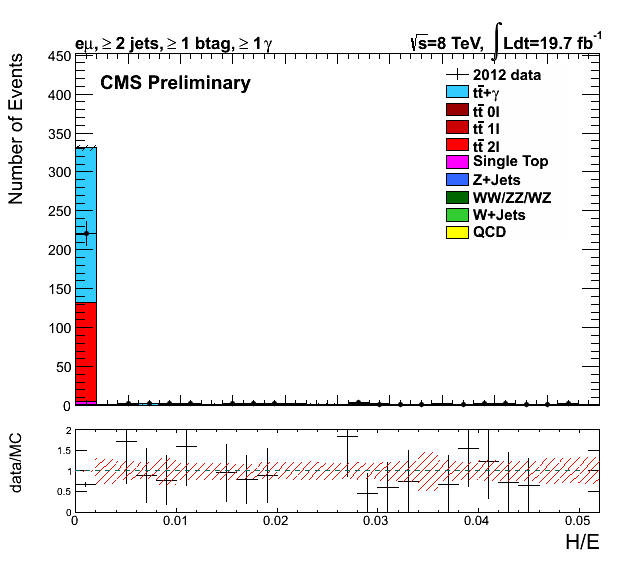 eμ, ≥ 2 jets, ≥ 1 btag, ≥ 1 γ
√s=8 TeV, ∫Ldt=19.7 fb⁻¹
Number of Events
CMS Preliminary
2012 data
tt̄+γ
tt̄ 0l
tt̄ 1l
tt̄ 2l
Single Top
Z+Jets
WW/ZZ/WZ
W+Jets
QCD
450
400
350
300
250
200
150
100
50
0
data/MC
2
1.5
1
0.5
0
0 0.01 0.02 0.03 0.04 0.05
H/E